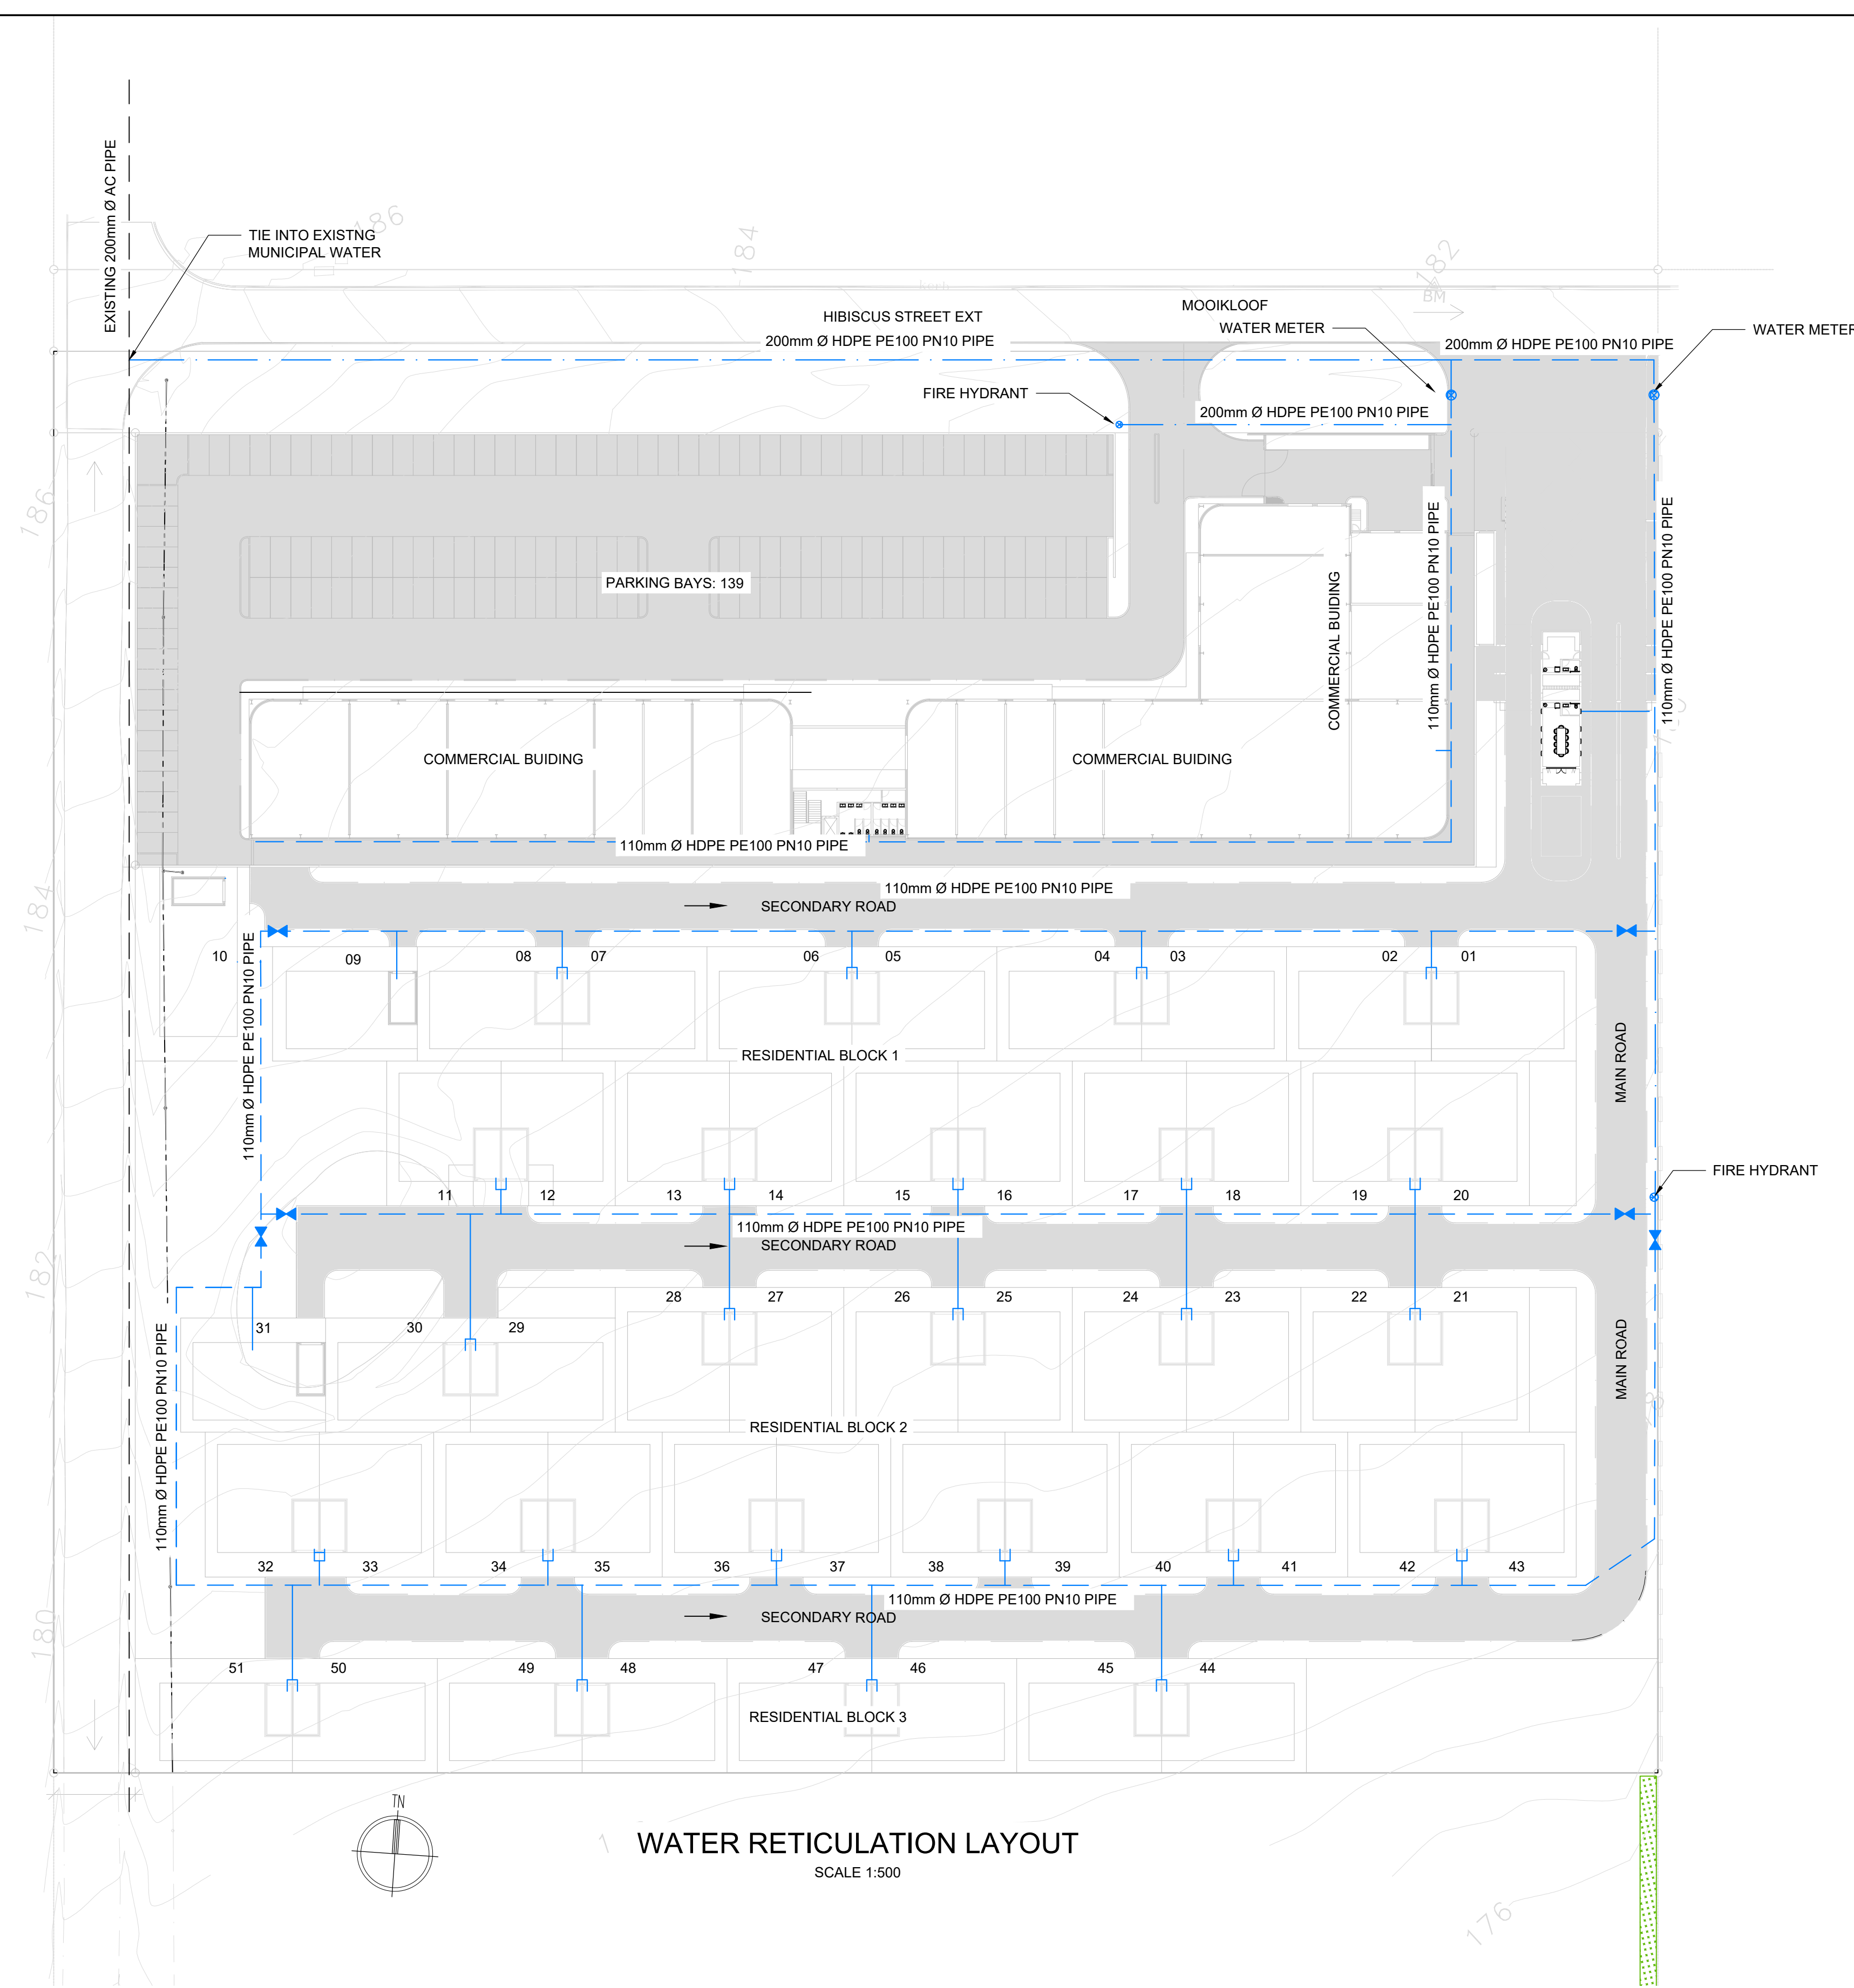 EXISTING 200mm Ø AC PIPE
TIE INTO EXISTNG
MUNICIPAL WATER
186
184
182
kerb
BM
HIBISCUS STREET EXT
200mm Ø HDPE PE100 PN10 PIPE
MOOIKLOOF
WATER METER
200mm Ø HDPE PE100 PN10 PIPE
WATER METER
FIRE HYDRANT
200mm Ø HDPE PE100 PN10 PIPE
186
PARKING BAYS: 139
COMMERCIAL BUIDING
110mm Ø HDPE PE100 PN10 PIPE
110mm Ø HDPE PE100 PN10 PIPE
COMMERCIAL BUIDING
COMMERCIAL BUIDING
110mm Ø HDPE PE100 PN10 PIPE
110mm Ø HDPE PE100 PN10 PIPE
SECONDARY ROAD
184
10
09
08
07
06
05
04
03
02
01
110mm Ø HDPE PE100 PN10 PIPE
RESIDENTIAL BLOCK 1
MAIN ROAD
FIRE HYDRANT
11
12
13
14
15
16
17
18
19
20
110mm Ø HDPE PE100 PN10 PIPE
SECONDARY ROAD
182
31
30
29
28
27
26
25
24
23
22
21
MAIN ROAD
110mm Ø HDPE PE100 PN10 PIPE
RESIDENTIAL BLOCK 2
32
33
34
35
36
37
38
39
40
41
42
43
110mm Ø HDPE PE100 PN10 PIPE
SECONDARY ROAD
180
51
50
49
48
47
46
45
44
RESIDENTIAL BLOCK 3
TN
WATER RETICULATION LAYOUT
SCALE 1:500
176